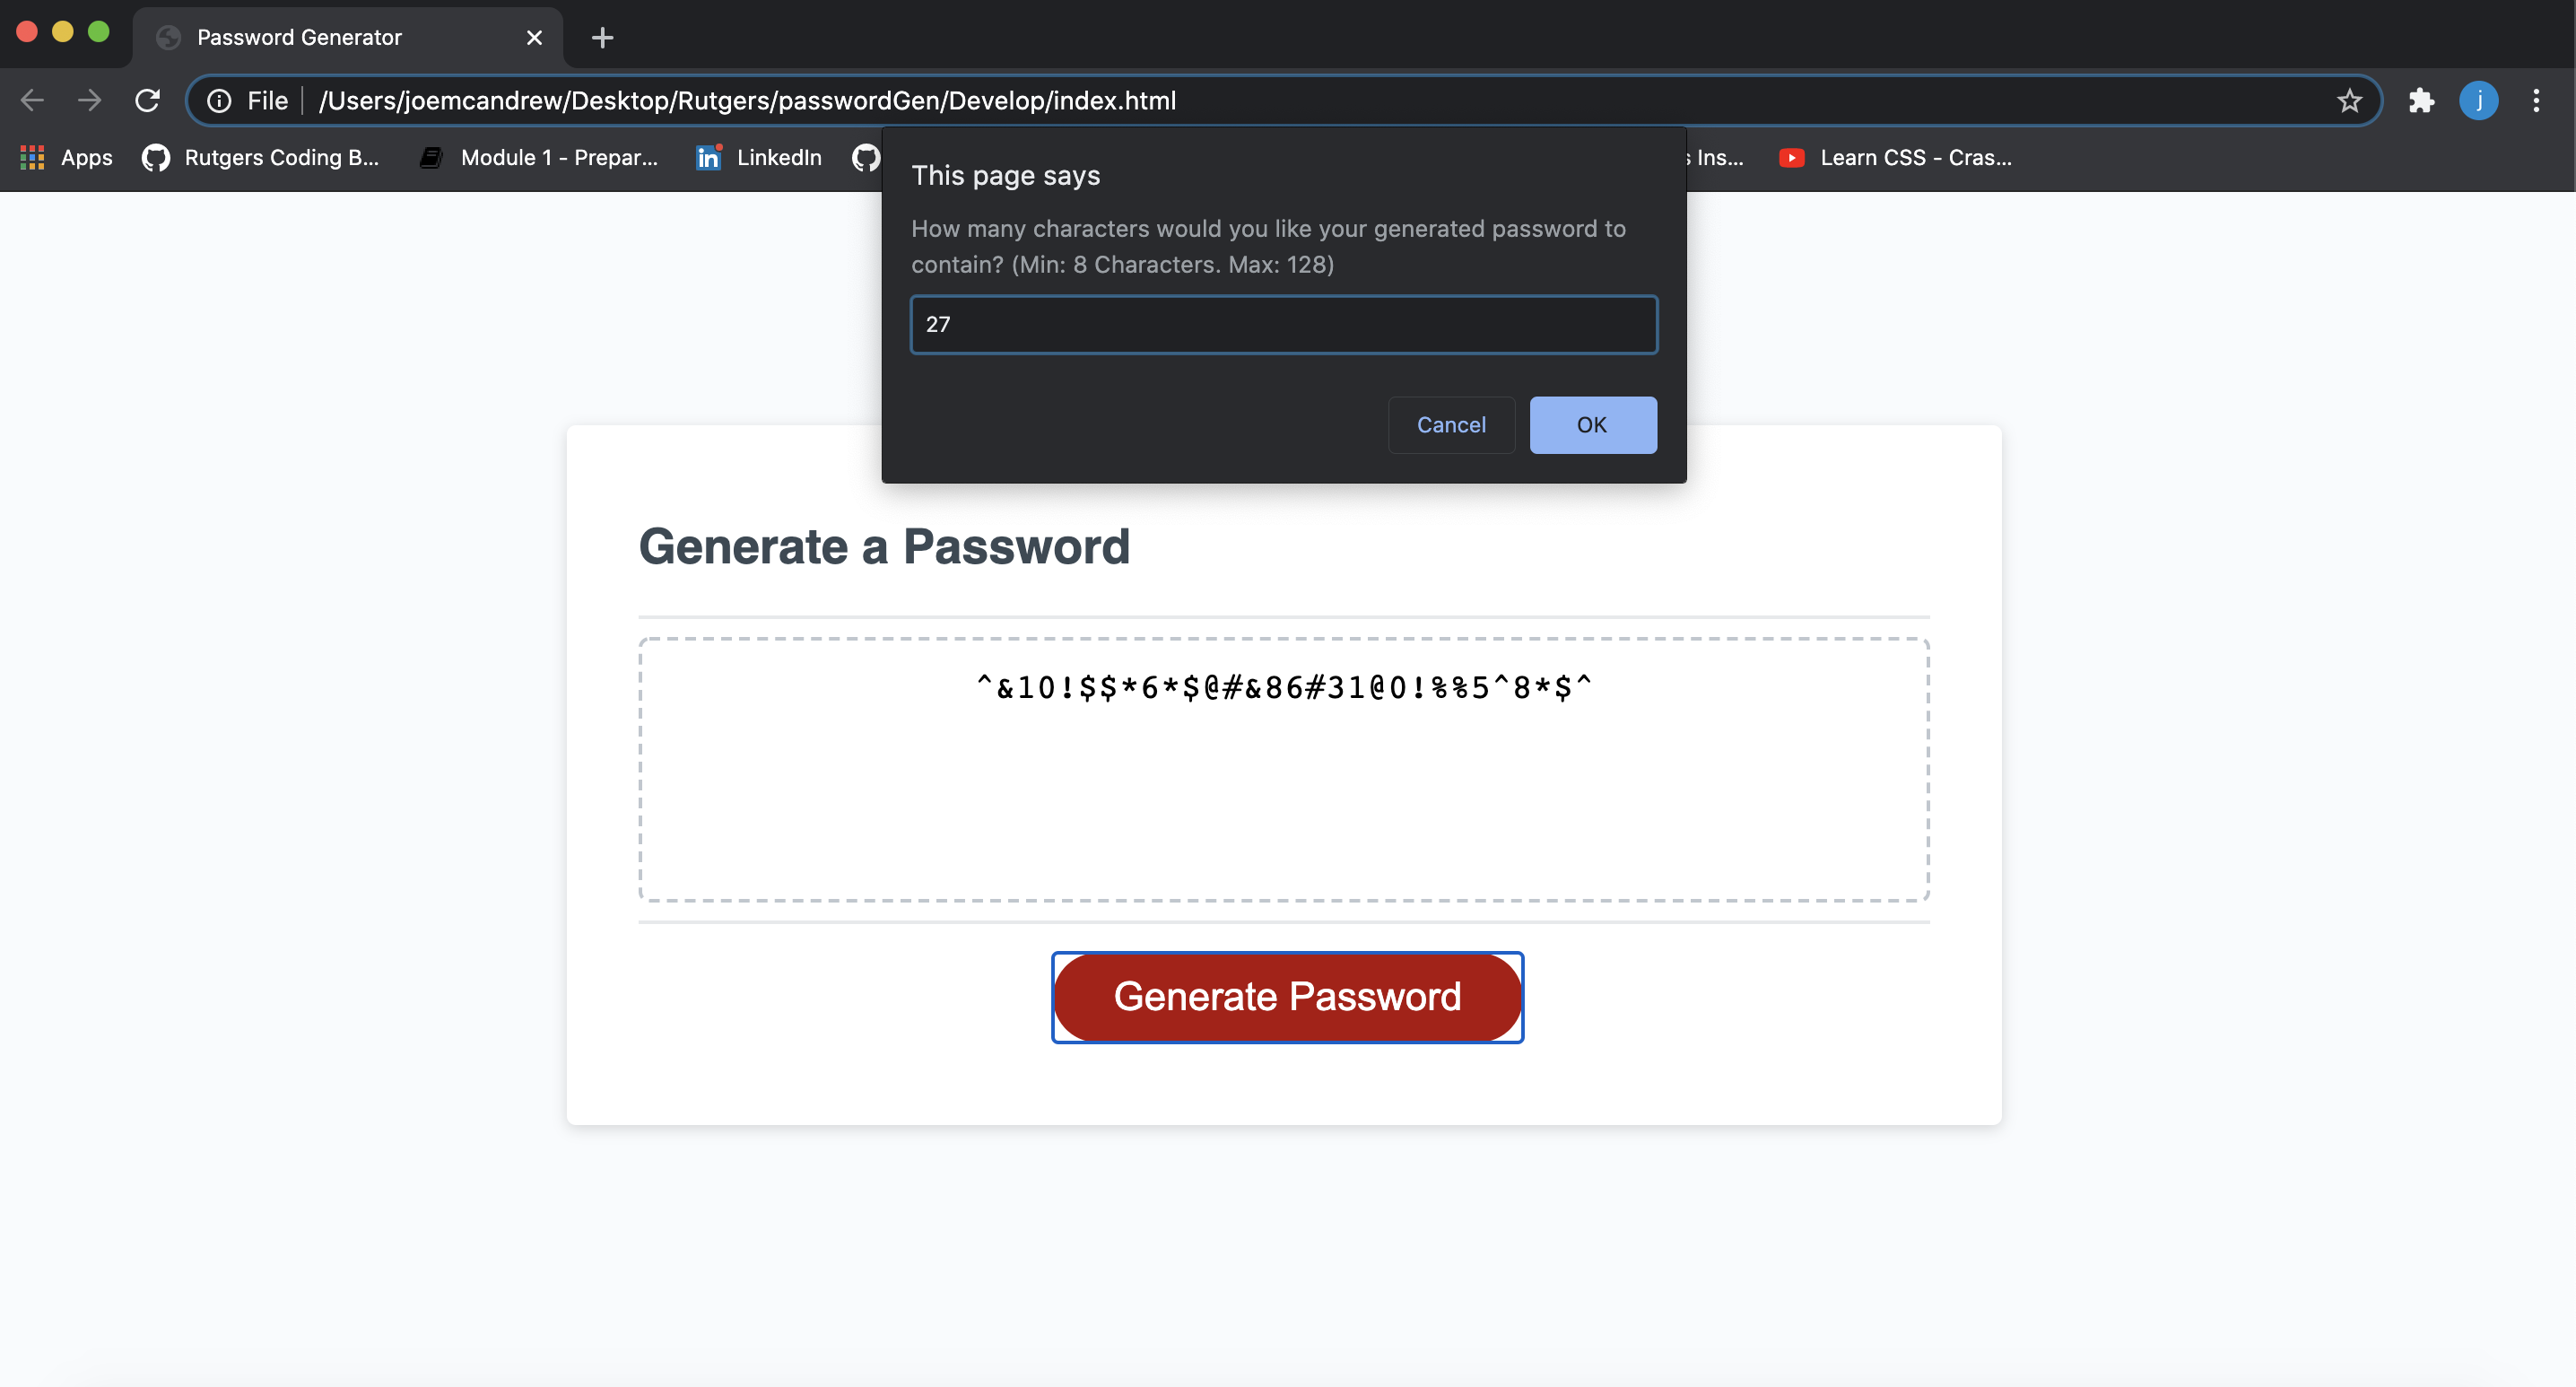 Password Generator
File /Users/joemcandrew/Desktop/Rutgers/passwordGen/Develop/index.html
j
Apps Rutgers Coding B... Module 1 - Prepar... LinkedIn s Ins... Learn CSS - Cras...
This page says
How many characters would you like your generated password to
contain? (Min: 8 Characters. Max: 128)
27
Cancel OK
Generate a Password
^&10!$$*6*$@#&86#31@0!%%5^8*$^
Generate Password